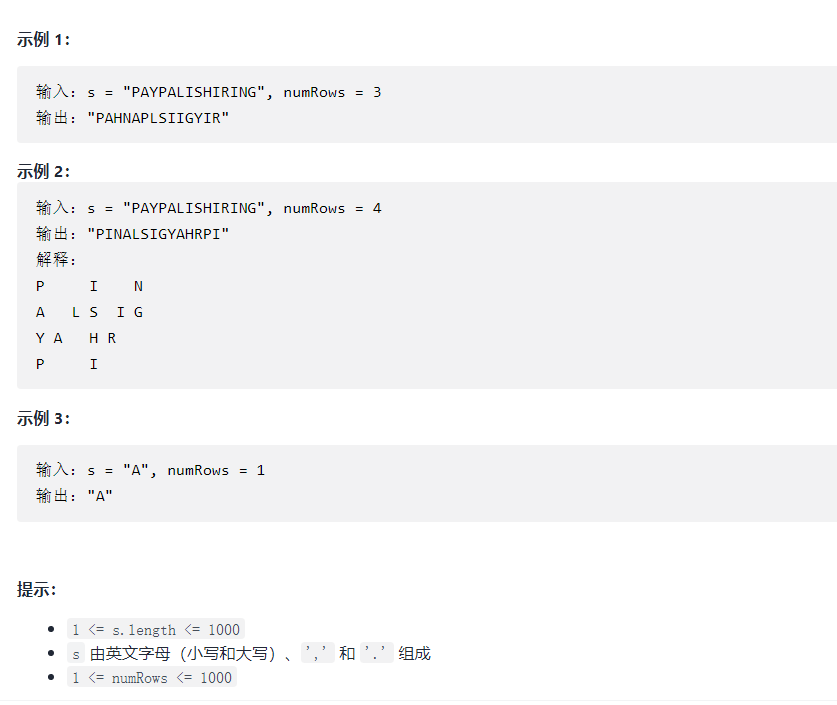 示例 1：
输入：s = "PAYPALISHIRING", numRows = 3
输出："PAHNAPLSIIGYIR"
示例 2：
输入：s = "PAYPALISHIRING", numRows = 4
输出："PINALSIGYAHRPI"
解释：
P     I    N
A   L S  I G
Y A   H R
P     I
示例 3：
输入：s = "A", numRows = 1
输出："A"
提示：
• 1 <= s.length <= 1000
• s 由英文字母（小写和大写）、',' 和 '.' 组成
• 1 <= numRows <= 1000